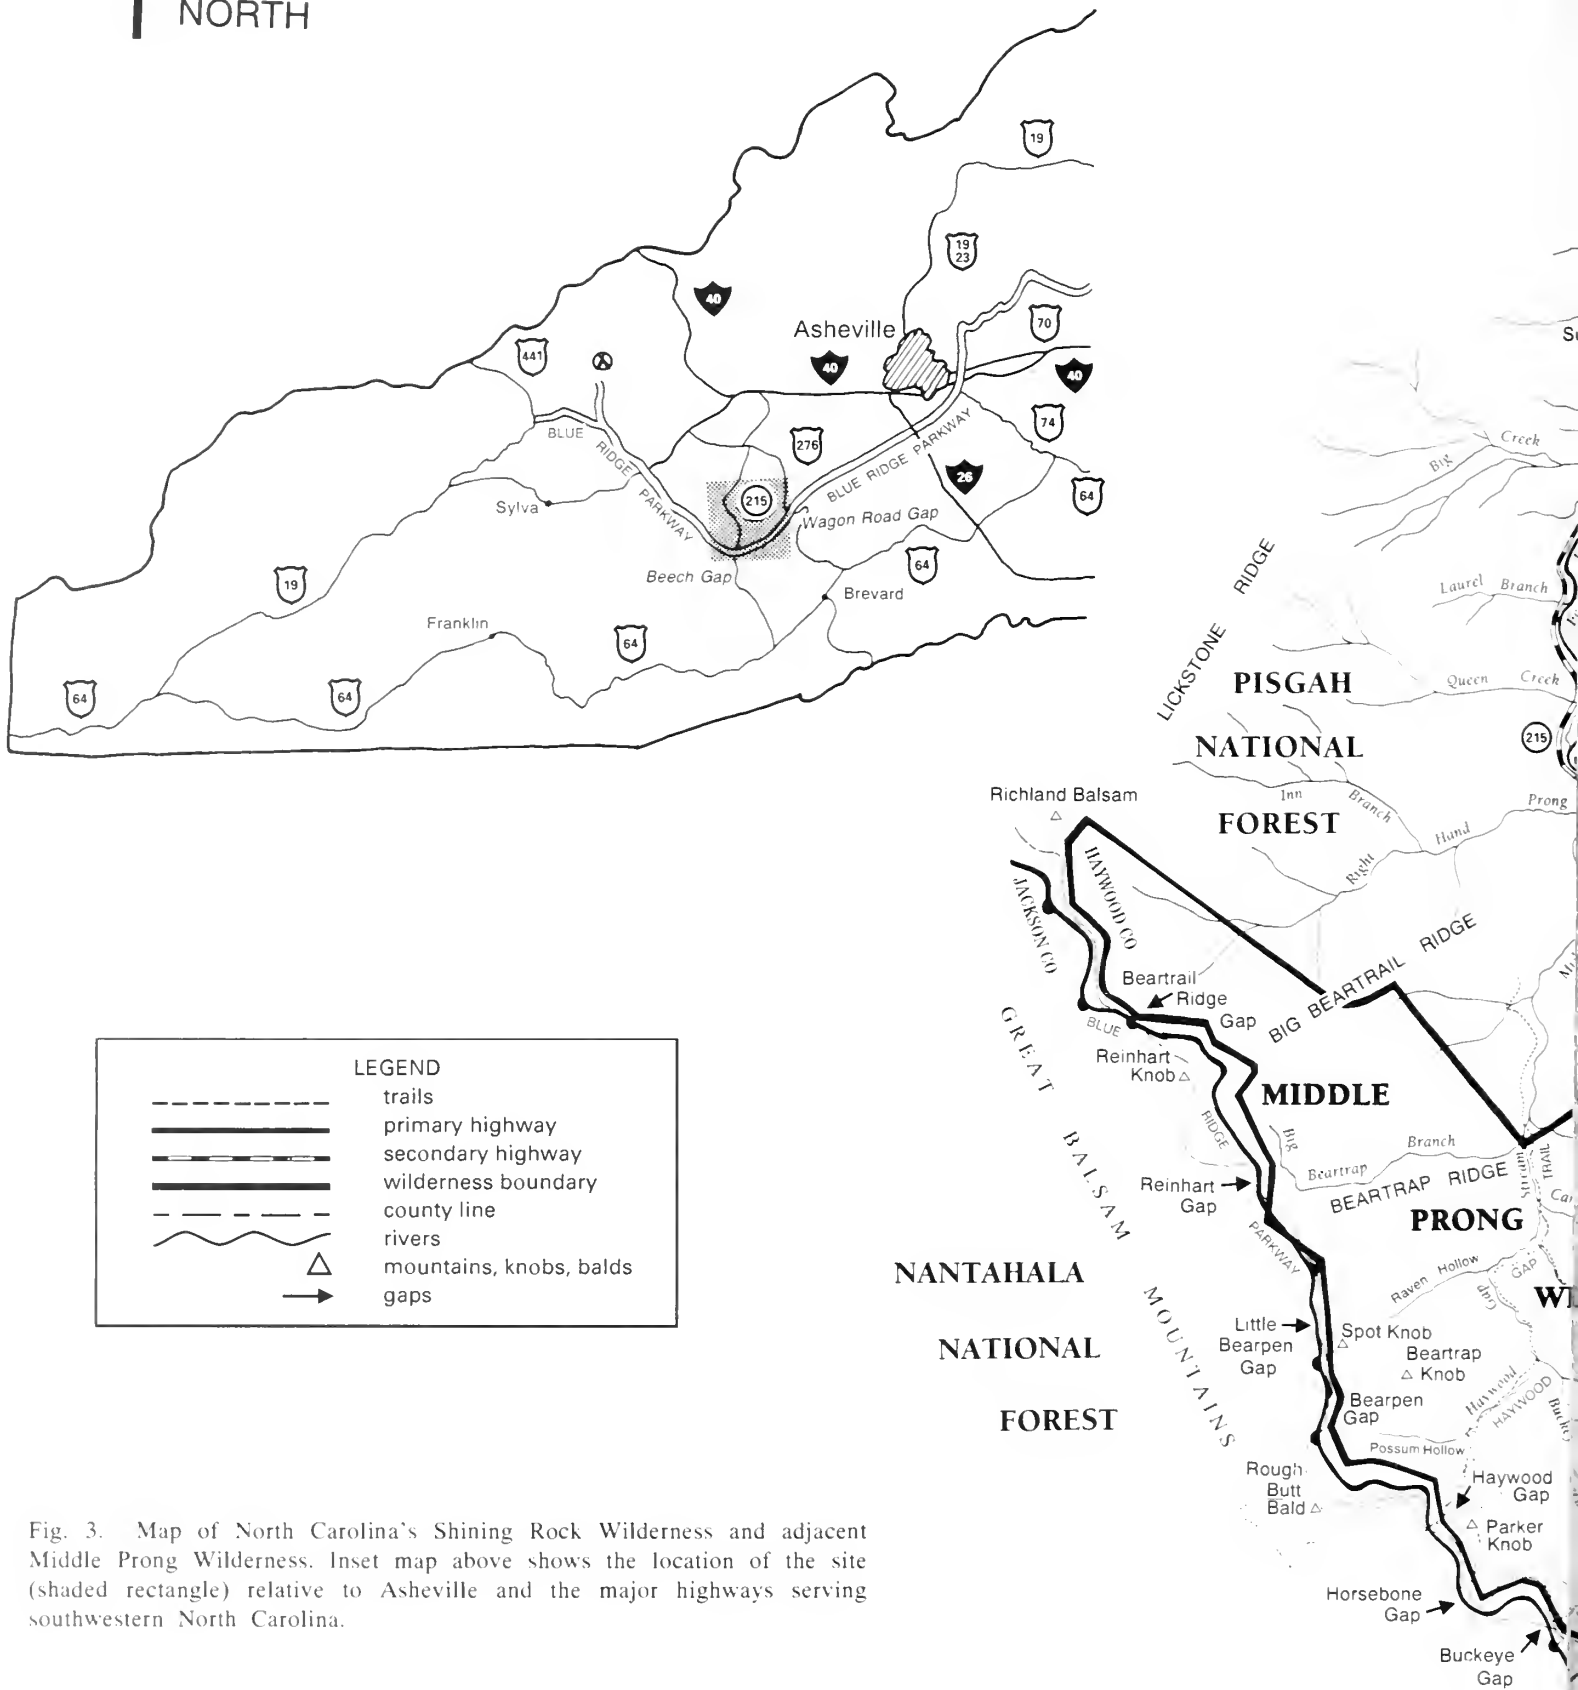 NORTH
19
19
23
40
Asheville
70
441
40
40
BLUE
RIDGE
PARKWAY
276
74
BLUE RIDGE PARKWAY
26
64
Sylva
215
Wagon Road Gap
Beech Gap
64
19
Brevard
Franklin
64
64
64
Big Creek
LICKSTONE RIDGE
Laurel Branch
PISGAH
Queen Creek
NATIONAL
215
Richland Balsam
Inn Branch
FOREST
Right Hand Prong
HAYWOOD CO
JACKSON CO
BIG BEARTRAIL RIDGE
Beartrail
Ridge
Gap
BLUE
GREAT
Reinhart
Knob
MIDDLE
RIDGE
Big
Beartrap
Branch
BALSAM
BEARTRAP RIDGE
TRAIL
Reinhart
Gap
PRONG
PARKWAY
NANTAHALA
Raven Hollow
GAP
Gap
MOUNTAINS
Little
Bearpen
Gap
Spot Knob
Beartrap
Knob
NATIONAL
Haywood
HAYWOOD
Bearpen
Gap
FOREST
Possum Hollow
Rough
Butt
Bald
Haywood
Gap
Parker
Knob
Horsebone
Gap
Buckeye
Gap
LEGEND
trails
primary highway
secondary highway
wilderness boundary
county line
rivers
mountains, knobs, balds
gaps
Fig. 3. Map of North Carolina's Shining Rock Wilderness and adjacent
Middle Prong Wilderness. Inset map above shows the location of the site
(shaded rectangle) relative to Asheville and the major highways serving
southwestern North Carolina.